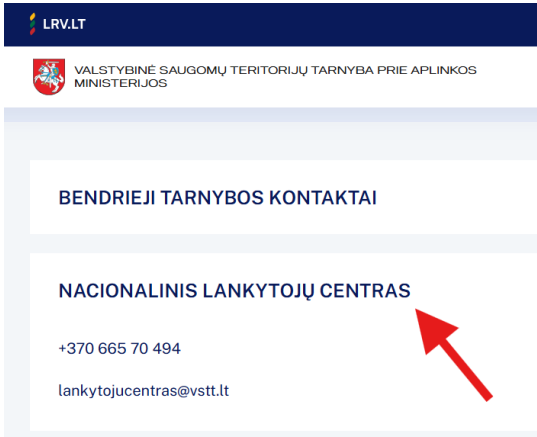 LRV.LT
VALSTYBINĖ SAUGOMŲ TERITORIJŲ TARNYBA PRIE APLINKOS
MINISTERIJOS
BENDRIEJI TARNYBOS KONTAKTAI
NACIONALINIS LANKYTOJŲ CENTRAS
+370 665 70 494
lankytojucentras@vstt.lt